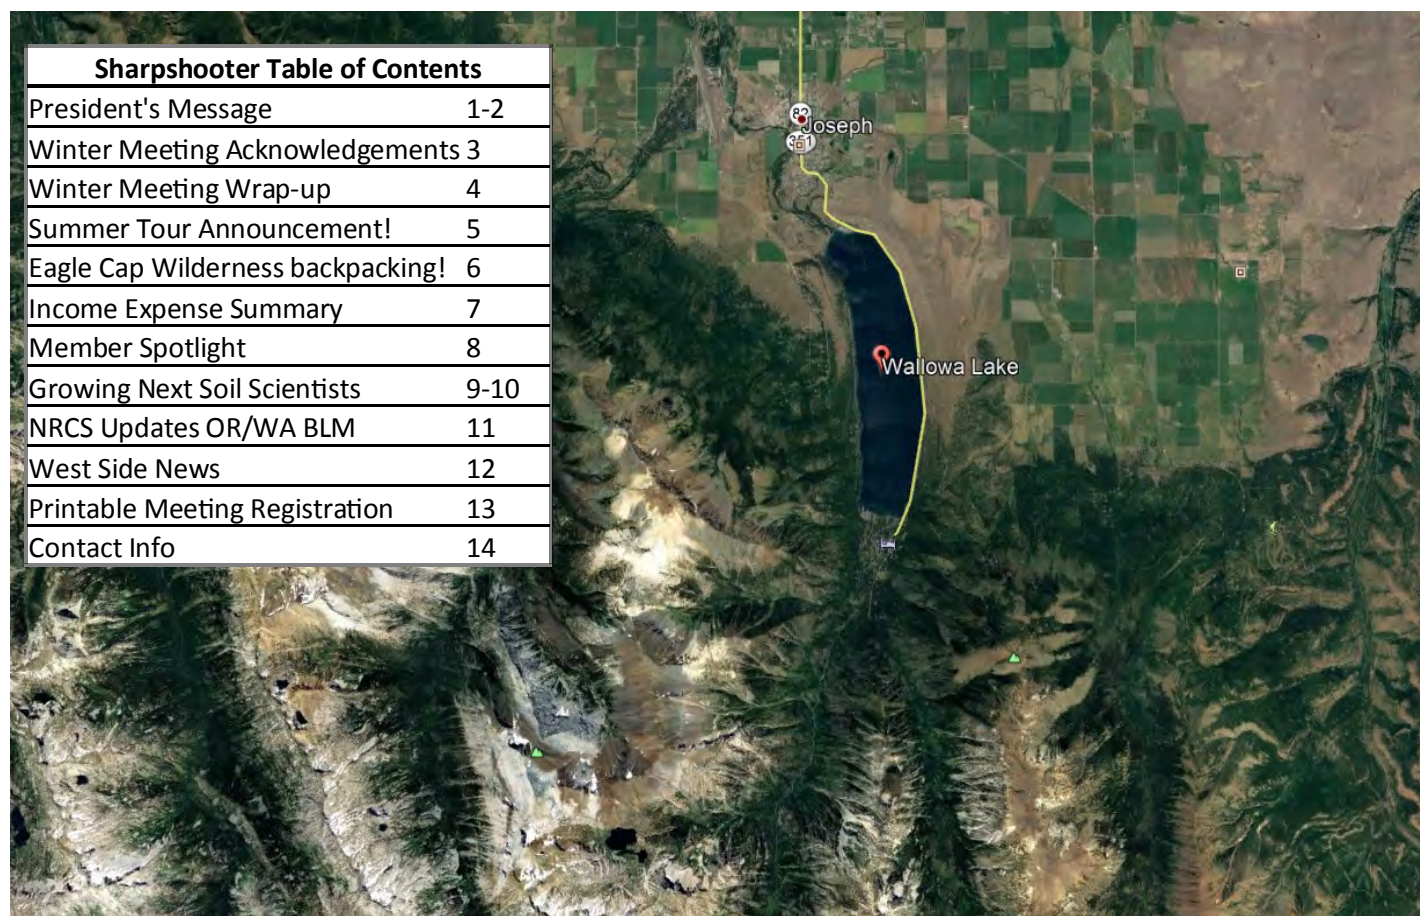 Sharpshooter Table of Contents
President's Message 1-2
Winter Meeting Acknowledgements 3
Winter Meeting Wrap-up 4
Summer Tour Announcement! 5
Eagle Cap Wilderness backpacking! 6
Income Expense Summary 7
Member Spotlight 8
Growing Next Soil Scientists 9-10
NRCS Updates OR/WA BLM 11
West Side News 12
Printable Meeting Registration 13
Contact Info 14
82
Joseph
351
Wallowa Lake